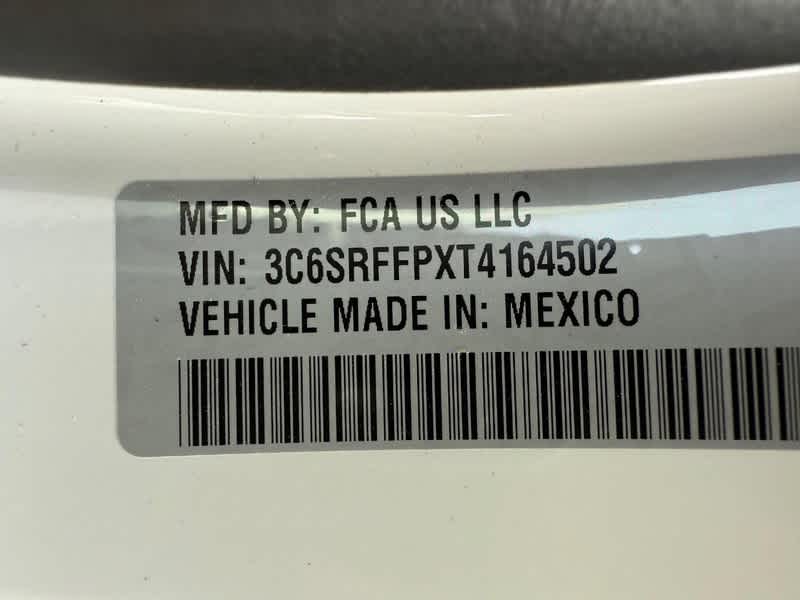 MFD BY: FCA US LLC
VIN: 3C6SRFFPXT4164502
VEHICLE MADE IN: MEXICO